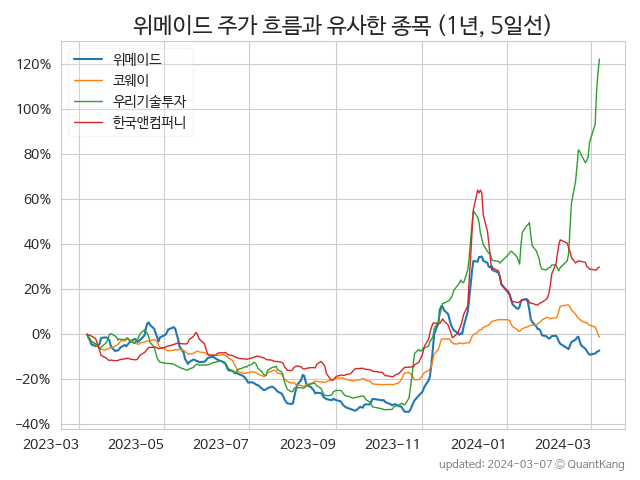 위메이드 주가 흐름과 유사한 종목 (1년, 5일선)
위메이드
코웨이
우리기술투자
한국앤컴퍼니
120%
100%
80%
60%
40%
20%
0%
−20%
−40%
2023-03 2023-05 2023-07 2023-09 2023-11 2024-01 2024-03
updated: 2024-03-07 © QuantKang